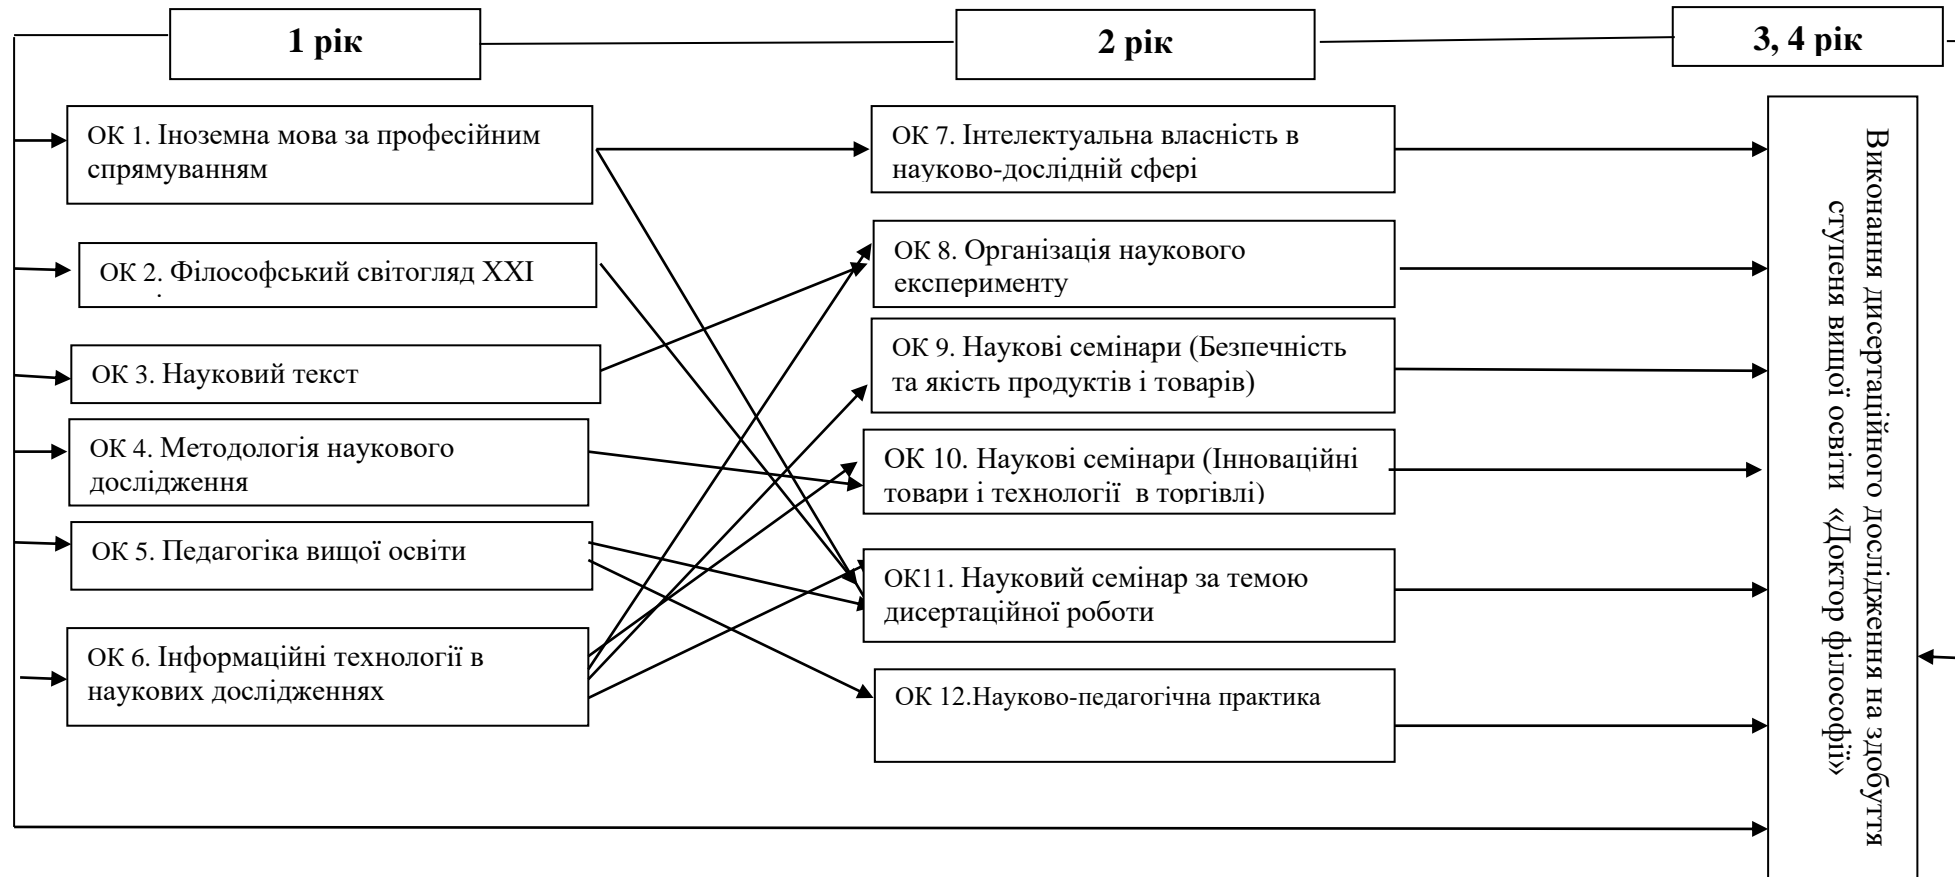 1 рік
2 рік
3, 4 рік
ОК 1. Іноземна мова за професійним
спрямуванням
ОК 2. Філософський світогляд ХХІ
ОК 3. Науковий текст
ОК 4. Методологія наукового
дослідження
ОК 5. Педагогіка вищої освіти
ОК 6. Інформаційні технології в
наукових дослідженнях
ОК 7. Інтелектуальна власність в
науково-дослідній сфері
ОК 8. Організація наукового
експерименту
ОК 9. Наукові семінари (Безпечність
та якість продуктів і товарів)
ОК 10. Наукові семінари (Інноваційні
товари і технології в торгівлі)
ОК11. Науковий семінар за темою
дисертаційної роботи
ОК 12.Науково-педагогічна практика
Виконання дисертаційного дослідження на здобуття
ступеня вищої освіти «Доктор філософії»